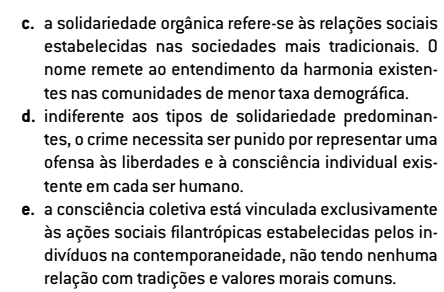 c. a solidariedade orgânica refere-se às relações sociais
estabelecidas nas sociedades mais tradicionais. O
nome remete ao entendimento da harmonia existen-
tes nas comunidades de menor taxa demográfica.
d. indiferente aos tipos de solidariedade predominan-
tes, o crime necessita ser punido por representar uma
ofensa às liberdades e à consciência individual exis-
tente em cada ser humano.
e. a consciência coletiva está vinculada exclusivamente
às ações sociais filantrópicas estabelecidas pelos in-
divíduos na contemporaneidade, não tendo nenhuma
relação com tradições e valores morais comuns.